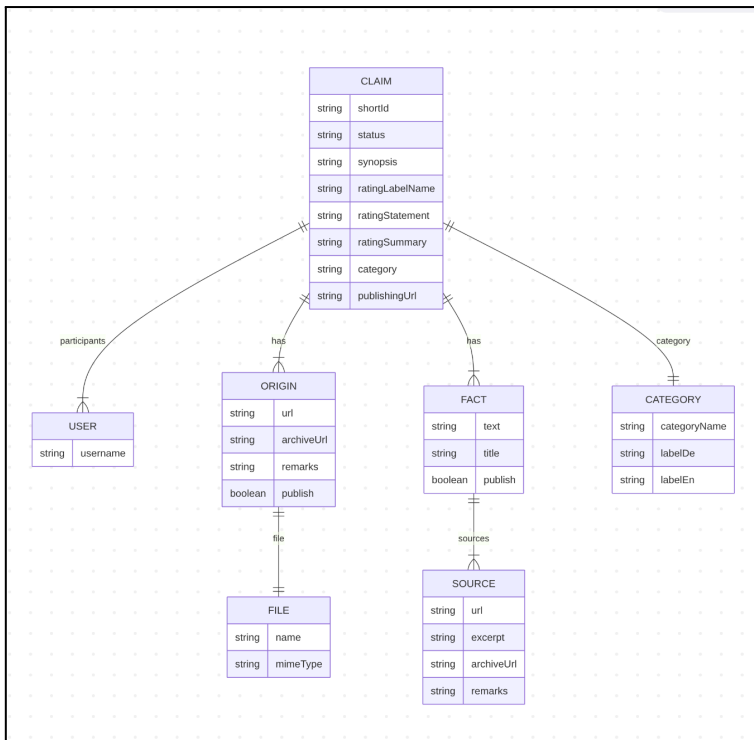 CLAIM
string shortId
string status
string synopsis
string ratingLabelName
string ratingStatement
string ratingSummary
string category
string publishingUrl
participants
has
has
category
USER
string username
ORIGIN
string url
string archiveUrl
string remarks
boolean publish
FACT
string text
string title
boolean publish
CATEGORY
string categoryName
string labelDe
string labelEn
file
sources
FILE
string name
string mimeType
SOURCE
string url
string excerpt
string archiveUrl
string remarks